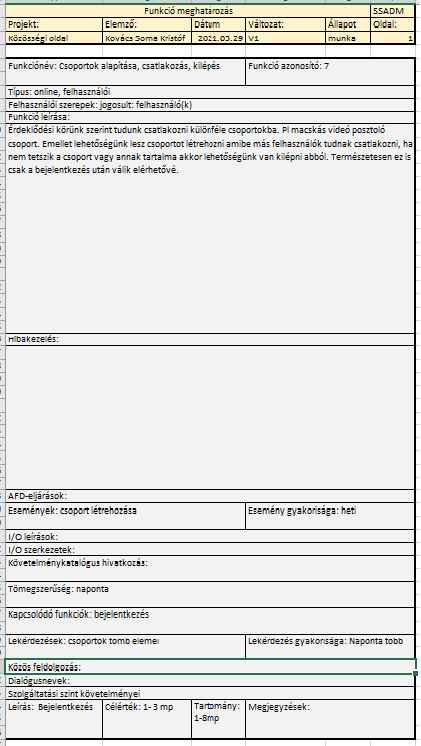 Funkció meghatározás SSADM
Projekt: Elemző: Dátum Változat: Állapot Oldal:
Közösségi oldal Kovács Soma Kristóf 2021.03.29 V1 munka 1
Funkciónév: Csoportok alapítása, csatlakozás, kilépés Funkció azonosító: 7
Típus: online, felhasználói
Felhasználói szerepek: jogosult: felhasználó(k)
Funkció leírása:
Érdeklődési körünk szerint tudunk csatlakozni különféle csoportokba. Pl macskás videó posztoló
csoport. Emellet lehetőségünk lesz csoportot létrehozni amibe más felhasználók tudnak csatlakozni, ha
nem tetszik a csoport vagy annak tartalma akkor lehetőségünk van kilépni abból. Természetesen ez is
csak a bejelentkezés után válik elérhetővé.
Hibakezelés:
AFD-eljárások:
Események: csoport létrehozása Esemény gyakorisága: heti
I/O leírások:
I/O szerkezetek:
Követelménykatalógus hivatkozás:
Tömegszerűség: naponta
Kapcsolódó funkciók: bejelentkezés
Lekérdezések: csoportok tömb elemei Lekérdezés gyakorisága: Naponta több
Közös feldolgozás:
Dialógusnevek:
Szolgáltatási szint követelményei
Leírás: Bejelentkezés Célérték: 1- 3 mp Tartomány: Megjegyzések:
1-8mp